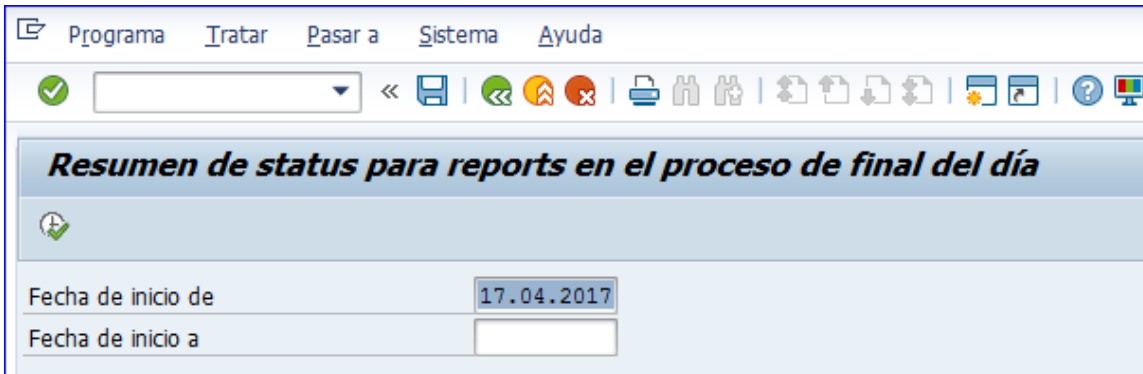 Programa Tratar Pasar a Sistema Ayuda
Resumen de status para reports en el proceso de final del día
Fecha de inicio de 17.04.2017
Fecha de inicio a